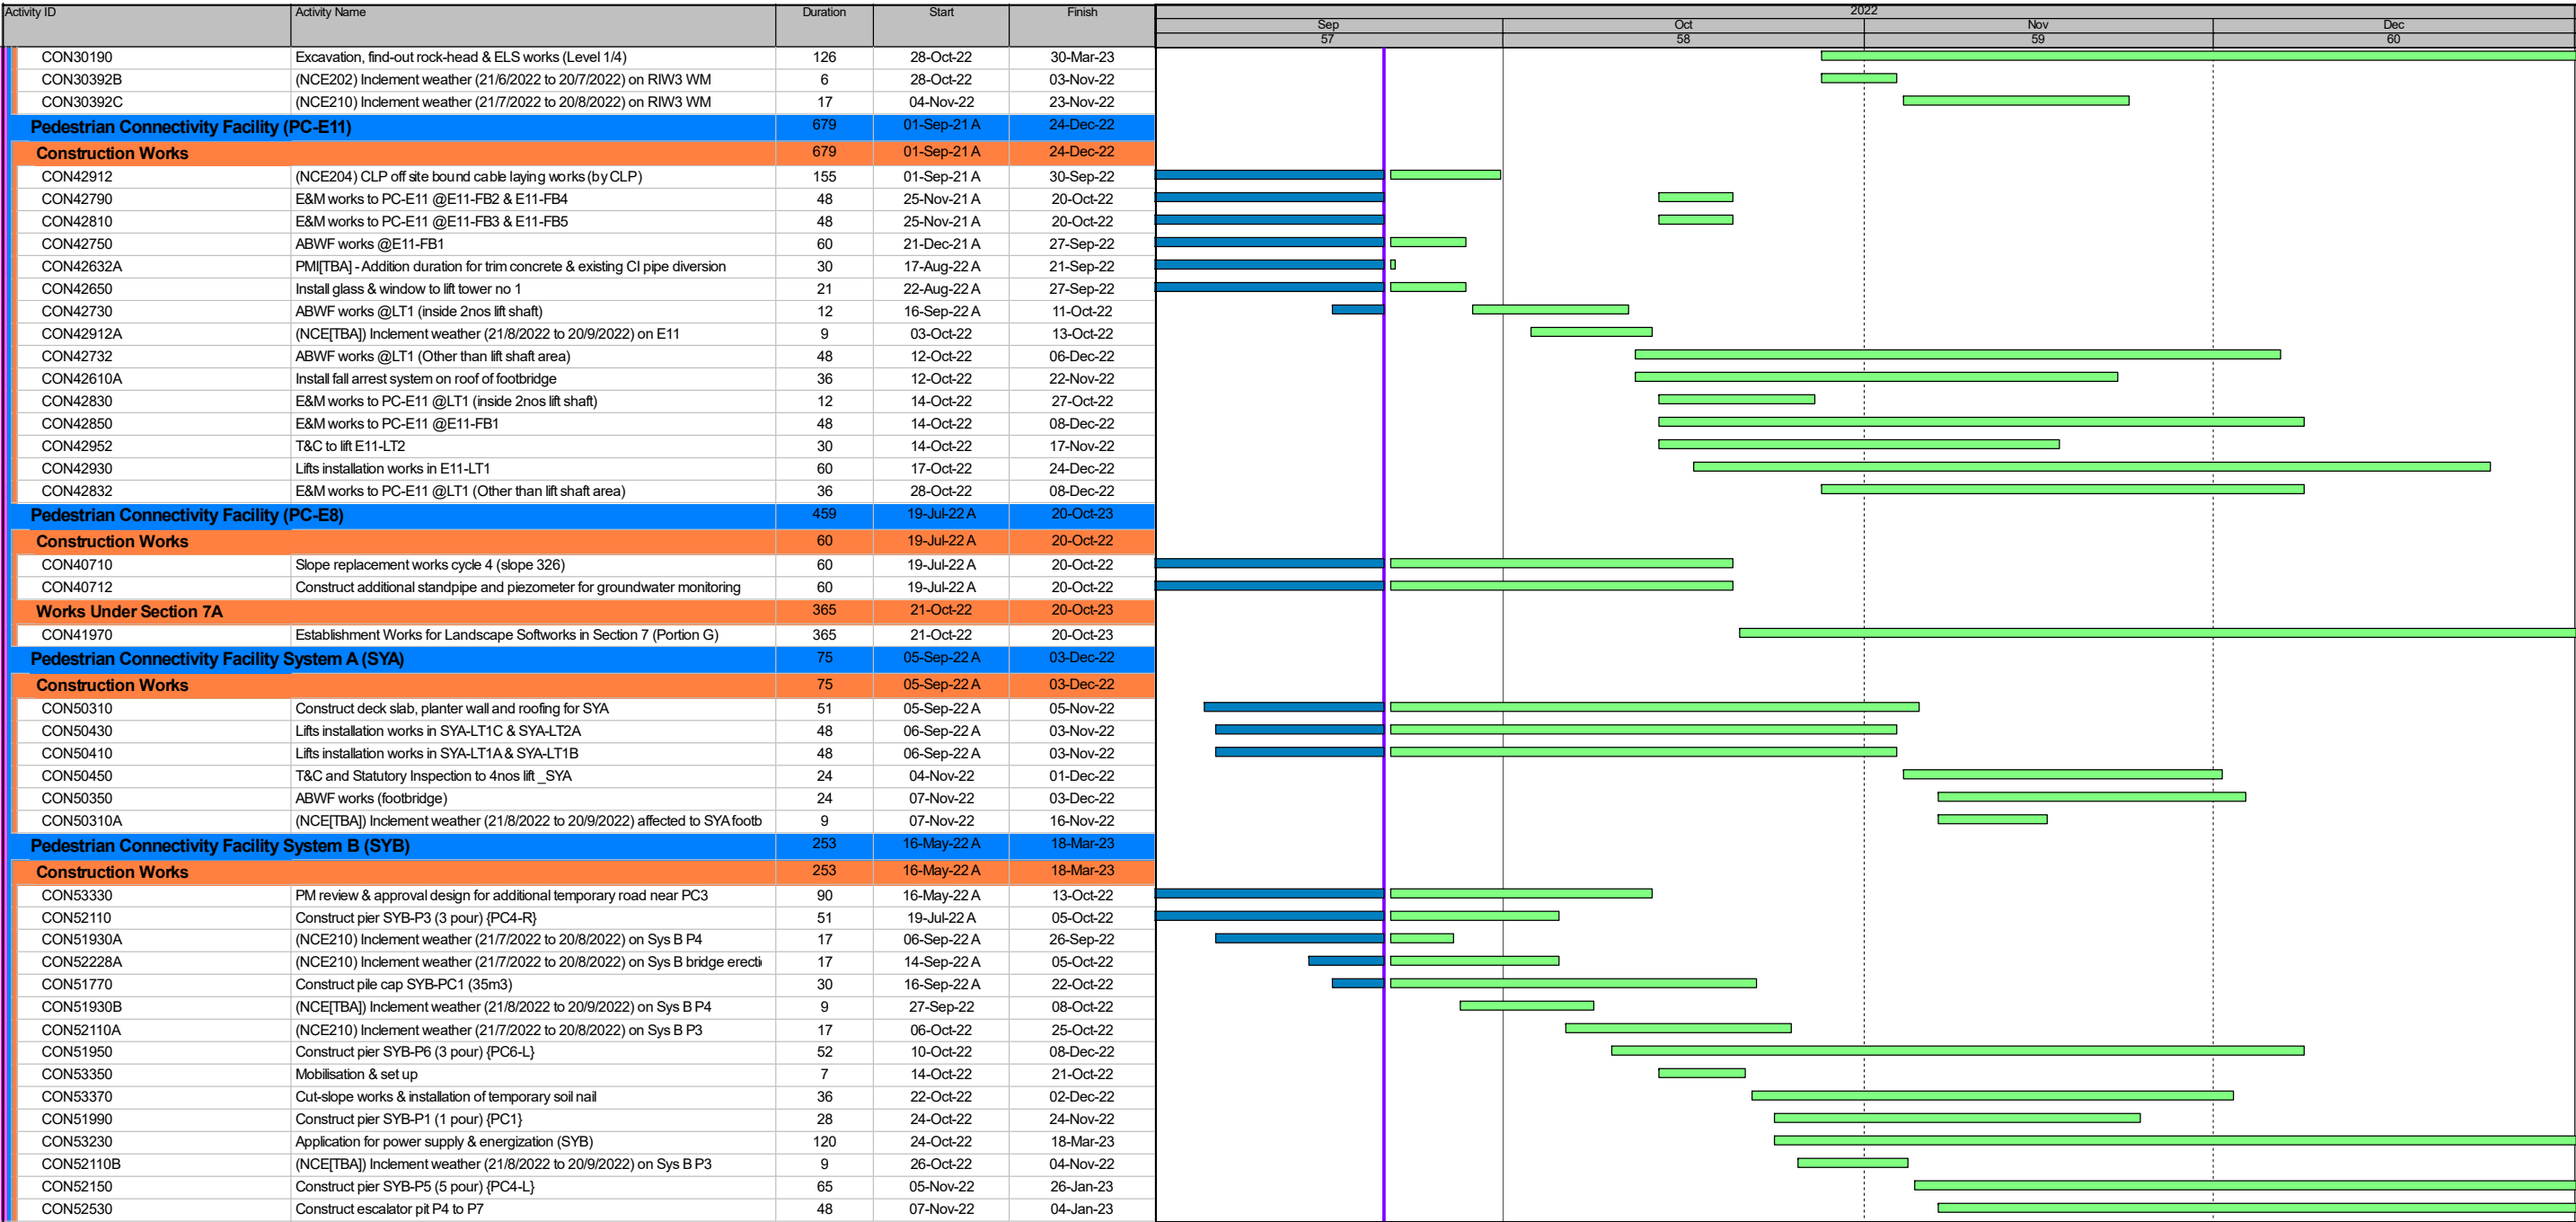 Activity ID Activity Name Duration Start Finish 2022
Sep Oct Nov Dec
57 58 59 60
CON30190 Excavation, find-out rock-head & ELS works (Level 1/4) 126 28-Oct-22 30-Mar-23
CON30392B (NCE202) Inclement weather (21/6/2022 to 20/7/2022) on RIW3 WM 6 28-Oct-22 03-Nov-22
CON30392C (NCE210) Inclement weather (21/7/2022 to 20/8/2022) on RIW3 WM 17 04-Nov-22 23-Nov-22
Pedestrian Connectivity Facility (PC-E11) 679 01-Sep-21 A 24-Dec-22
Construction Works 679 01-Sep-21 A 24-Dec-22
CON42912 (NCE204) CLP off site bound cable laying works (by CLP) 155 01-Sep-21 A 30-Sep-22
CON42790 E&M works to PC-E11 @E11-FB2 & E11-FB4 48 25-Nov-21 A 20-Oct-22
CON42810 E&M works to PC-E11 @E11-FB3 & E11-FB5 48 25-Nov-21 A 20-Oct-22
CON42750 ABWF works @E11-FB1 60 21-Dec-21 A 27-Sep-22
CON42632A PMI[TBA] - Addition duration for trim concrete & existing CI pipe diversion 30 17-Aug-22 A 21-Sep-22
CON42650 Install glass & window to lift tower no 1 21 22-Aug-22 A 27-Sep-22
CON42730 ABWF works @LT1 (inside 2nos lift shaft) 12 16-Sep-22 A 11-Oct-22
CON42912A (NCE[TBA]) Inclement weather (21/8/2022 to 20/9/2022) on E11 9 03-Oct-22 13-Oct-22
CON42732 ABWF works @LT1 (Other than lift shaft area) 48 12-Oct-22 06-Dec-22
CON42610A Install fall arrest system on roof of footbridge 36 12-Oct-22 22-Nov-22
CON42830 E&M works to PC-E11 @LT1 (inside 2nos lift shaft) 12 14-Oct-22 27-Oct-22
CON42850 E&M works to PC-E11 @E11-FB1 48 14-Oct-22 08-Dec-22
CON42952 T&C to lift E11-LT2 30 14-Oct-22 17-Nov-22
CON42930 Lifts installation works in E11-LT1 60 17-Oct-22 24-Dec-22
CON42832 E&M works to PC-E11 @LT1 (Other than lift shaft area) 36 28-Oct-22 08-Dec-22
Pedestrian Connectivity Facility (PC-E8) 459 19-Jul-22 A 20-Oct-23
Construction Works 60 19-Jul-22 A 20-Oct-22
CON40710 Slope replacement works cycle 4 (slope 326) 60 19-Jul-22 A 20-Oct-22
CON40712 Construct additional standpipe and piezometer for groundwater monitoring 60 19-Jul-22 A 20-Oct-22
Works Under Section 7A 365 21-Oct-22 20-Oct-23
CON41970 Establishment Works for Landscape Softworks in Section 7 (Portion G) 365 21-Oct-22 20-Oct-23
Pedestrian Connectivity Facility System A (SYA) 75 05-Sep-22 A 03-Dec-22
Construction Works 75 05-Sep-22 A 03-Dec-22
CON50310 Construct deck slab, planter wall and roofing for SYA 51 05-Sep-22 A 05-Nov-22
CON50430 Lifts installation works in SYA-LT1C & SYA-LT2A 48 06-Sep-22 A 03-Nov-22
CON50410 Lifts installation works in SYA-LT1A & SYA-LT1B 48 06-Sep-22 A 03-Nov-22
CON50450 T&C and Statutory Inspection to 4nos lift _SYA 24 04-Nov-22 01-Dec-22
CON50350 ABWF works (footbridge) 24 07-Nov-22 03-Dec-22
CON50310A (NCE[TBA]) Inclement weather (21/8/2022 to 20/9/2022) affected to SYA footb 9 07-Nov-22 16-Nov-22
Pedestrian Connectivity Facility System B (SYB) 253 16-May-22 A 18-Mar-23
Construction Works 253 16-May-22 A 18-Mar-23
CON53330 PM review & approval design for additional temporary road near PC3 90 16-May-22 A 13-Oct-22
CON52110 Construct pier SYB-P3 (3 pour) {PC4-R} 51 19-Jul-22 A 05-Oct-22
CON51930A (NCE210) Inclement weather (21/7/2022 to 20/8/2022) on Sys B P4 17 06-Sep-22 A 26-Sep-22
CON52228A (NCE210) Inclement weather (21/7/2022 to 20/8/2022) on Sys B bridge erecti 17 14-Sep-22 A 05-Oct-22
CON51770 Construct pile cap SYB-PC1 (35m3) 30 16-Sep-22 A 22-Oct-22
CON51930B (NCE[TBA]) Inclement weather (21/8/2022 to 20/9/2022) on Sys B P4 9 27-Sep-22 08-Oct-22
CON52110A (NCE210) Inclement weather (21/7/2022 to 20/8/2022) on Sys B P3 17 06-Oct-22 25-Oct-22
CON51950 Construct pier SYB-P6 (3 pour) {PC6-L} 52 10-Oct-22 08-Dec-22
CON53350 Mobilisation & set up 7 14-Oct-22 21-Oct-22
CON53370 Cut-slope works & installation of temporary soil nail 36 22-Oct-22 02-Dec-22
CON51990 Construct pier SYB-P1 (1 pour) {PC1} 28 24-Oct-22 24-Nov-22
CON53230 Application for power supply & energization (SYB) 120 24-Oct-22 18-Mar-23
CON52110B (NCE[TBA]) Inclement weather (21/8/2022 to 20/9/2022) on Sys B P3 9 26-Oct-22 04-Nov-22
CON52150 Construct pier SYB-P5 (5 pour) {PC4-L} 65 05-Nov-22 26-Jan-23
CON52530 Construct escalator pit P4 to P7 48 07-Nov-22 04-Jan-23